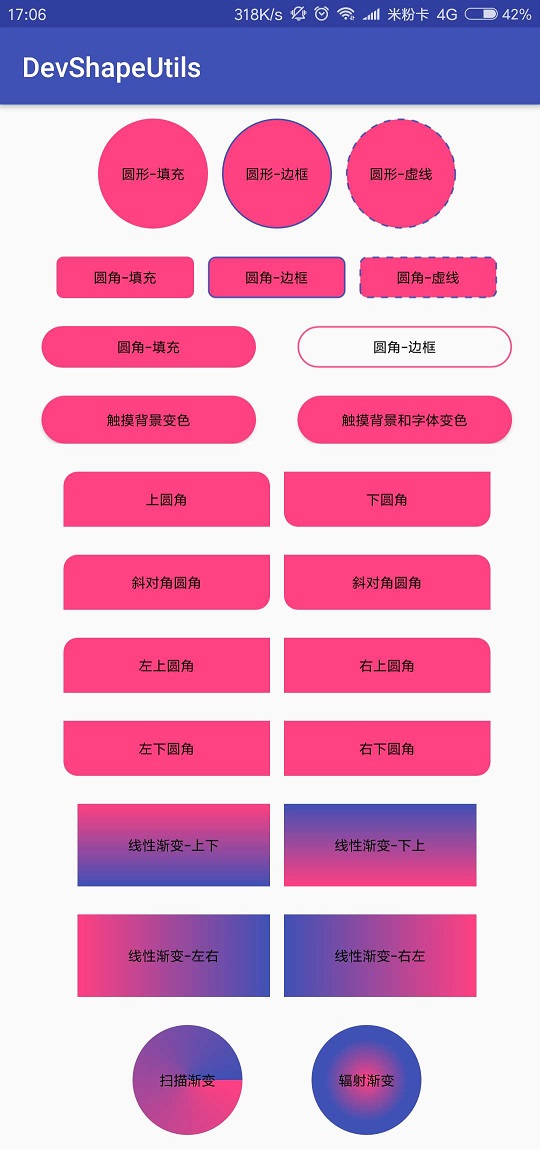 17:06 318K/s 米粉卡 4G 42%
DevShapeUtils
圆形-填充 圆形-边框 圆形-虚线
圆角-填充 圆角-边框 圆角-虚线
圆角-填充 圆角-边框
触摸背景变色 触摸背景和字体变色
上圆角 下圆角
斜对角圆角 斜对角圆角
左上圆角 右上圆角
左下圆角 右下圆角
线性渐变-上下 线性渐变-下上
线性渐变-左右 线性渐变-右左
扫描渐变 辐射渐变